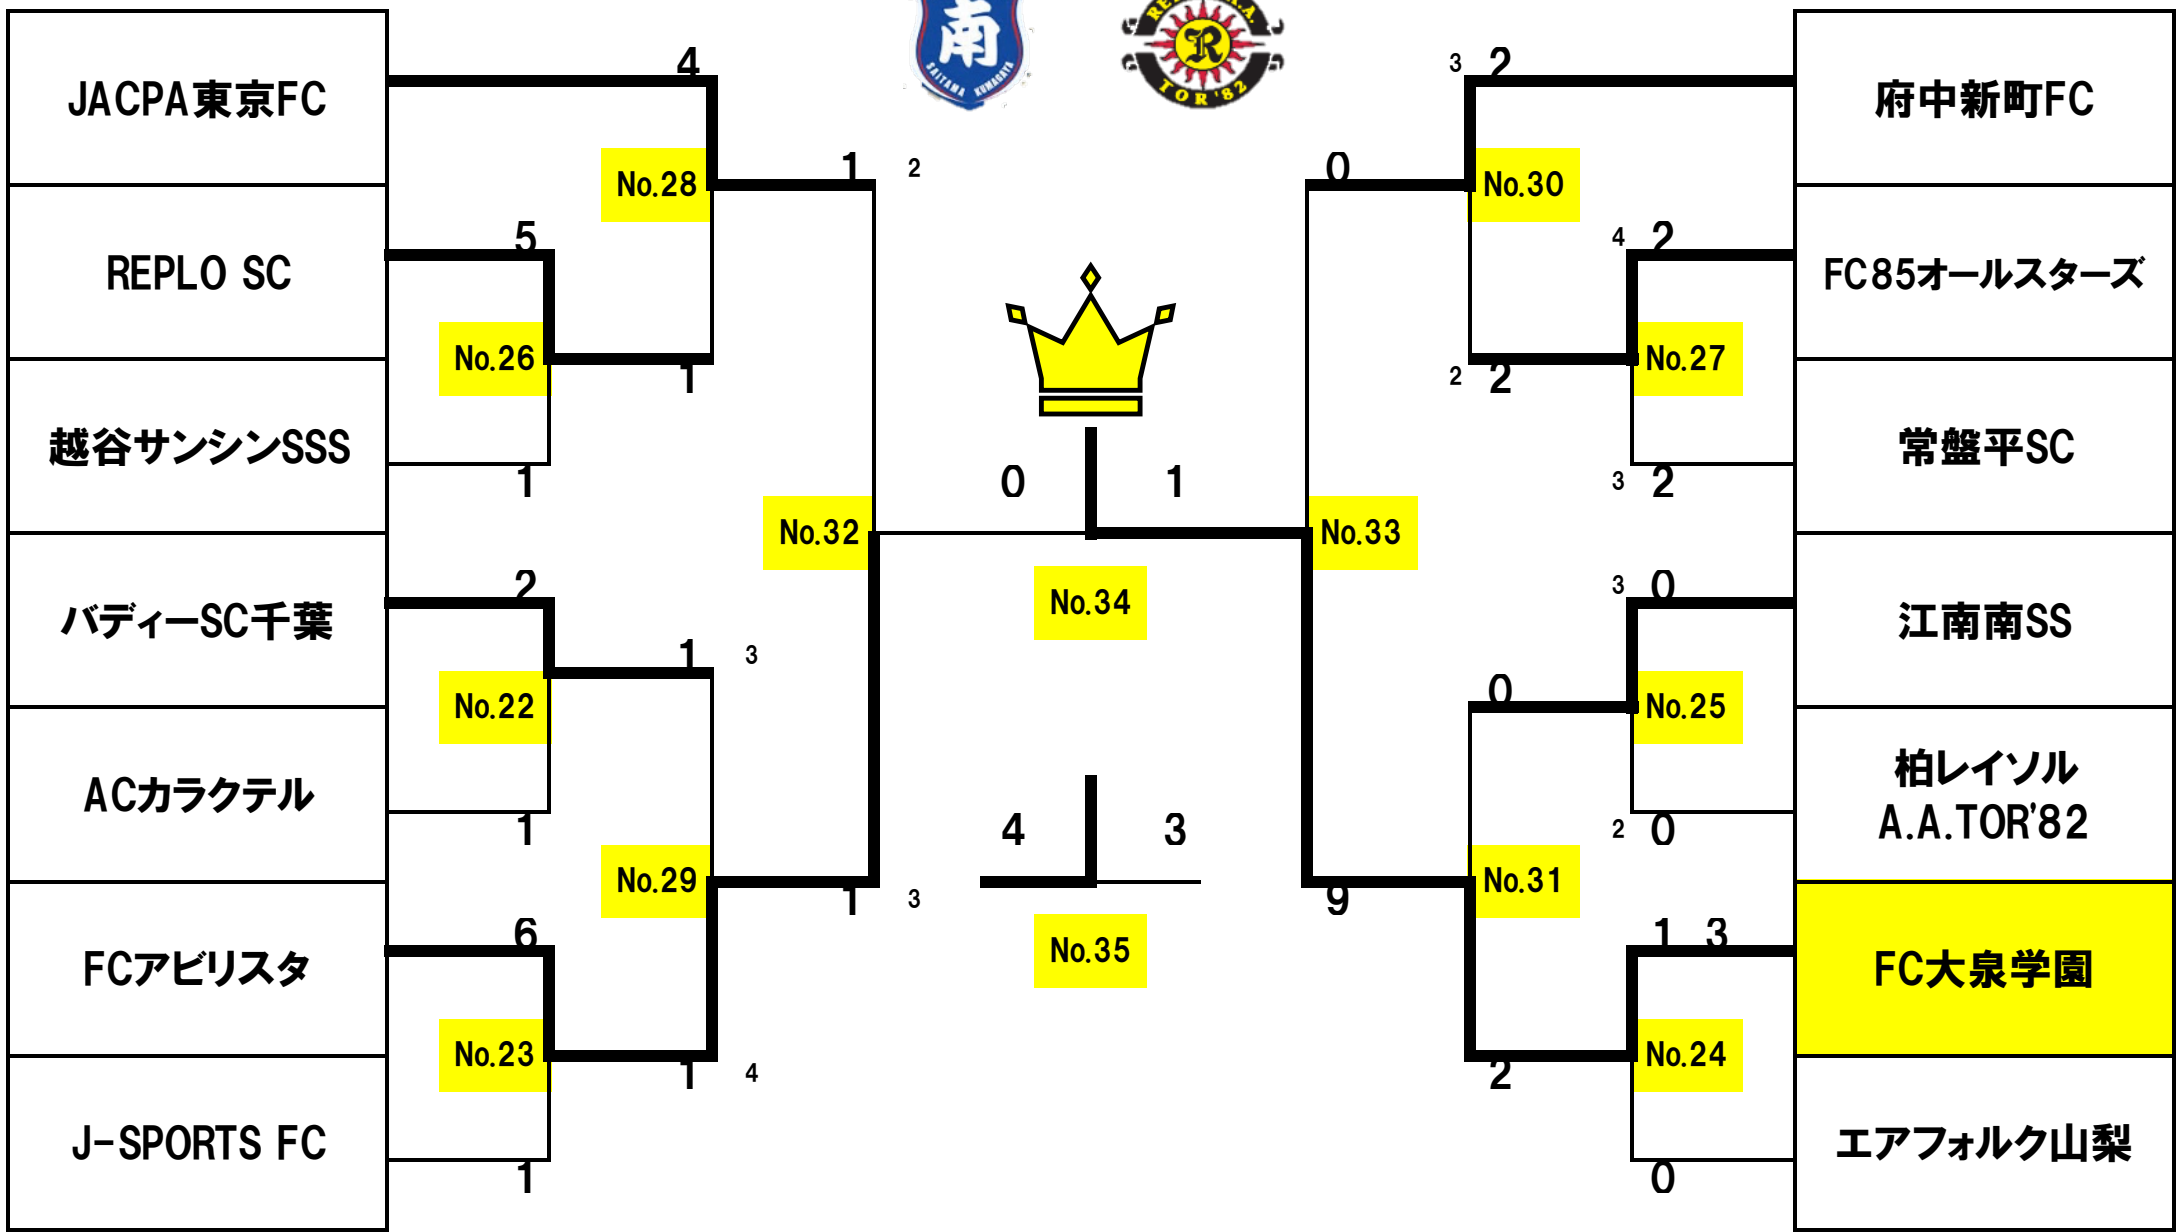 南
SAITAMA KUMAGAYA
R
TOR '82
JACPA東京FC
REPLO SC
越谷サンシンSSS
バディーSC千葉
ACカラクテル
FCアビリスタ
J-SPORTS FC
4
No.28
1 2
5
No.26
1
1
2
No.22
1
1 3
No.29
6
No.23
1
1 4
No.32
1 3
0 1
No.34
4 3
No.35
3 2
0
No.30
4 2
No.27
2 2
3 2
No.33
3 0
0
No.25
2 0
9
No.31
1 3
No.24
2
0
府中新町FC
FC85オールスターズ
常盤平SC
江南南SS
柏レイソル
A.A.TOR'82
FC大泉学園
エアフォルク山梨